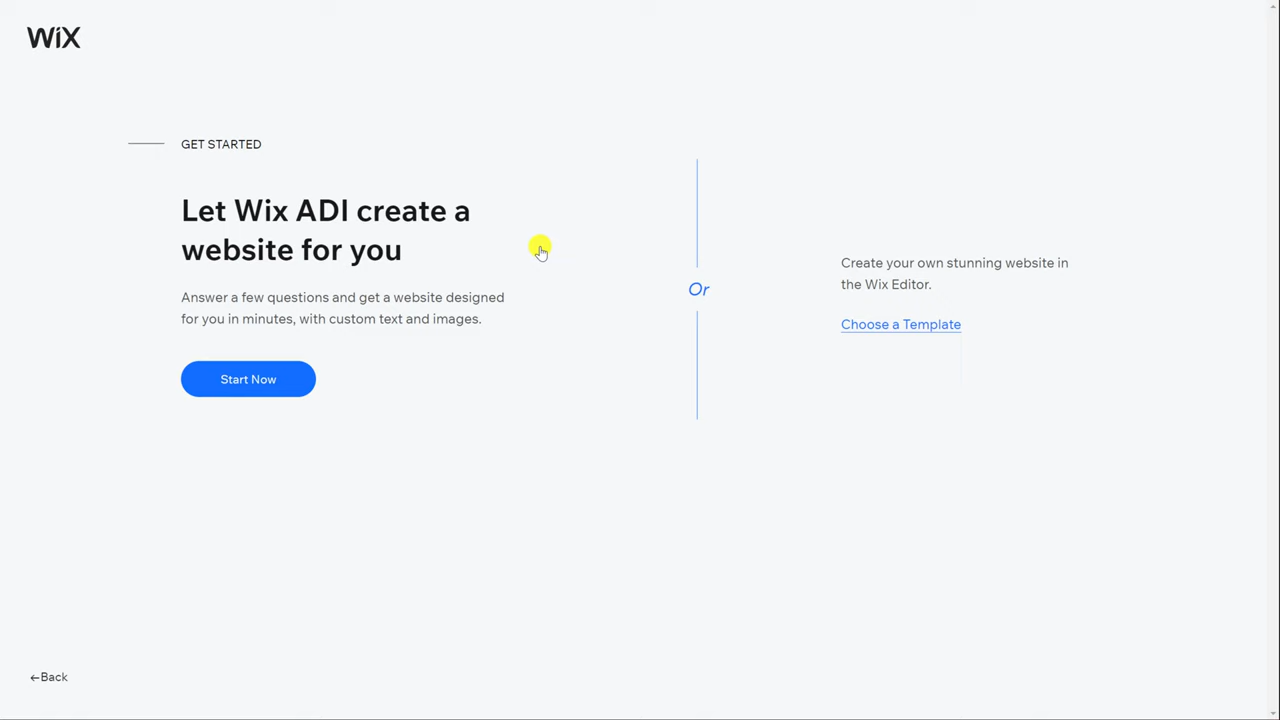 WiX
GET STARTED
Let Wix ADI create a
website for you
Answer a few questions and get a website designed
for you in minutes, with custom text and images.
Start Now
Or
Create your own stunning website in
the Wix Editor.
Choose a Template
←Back